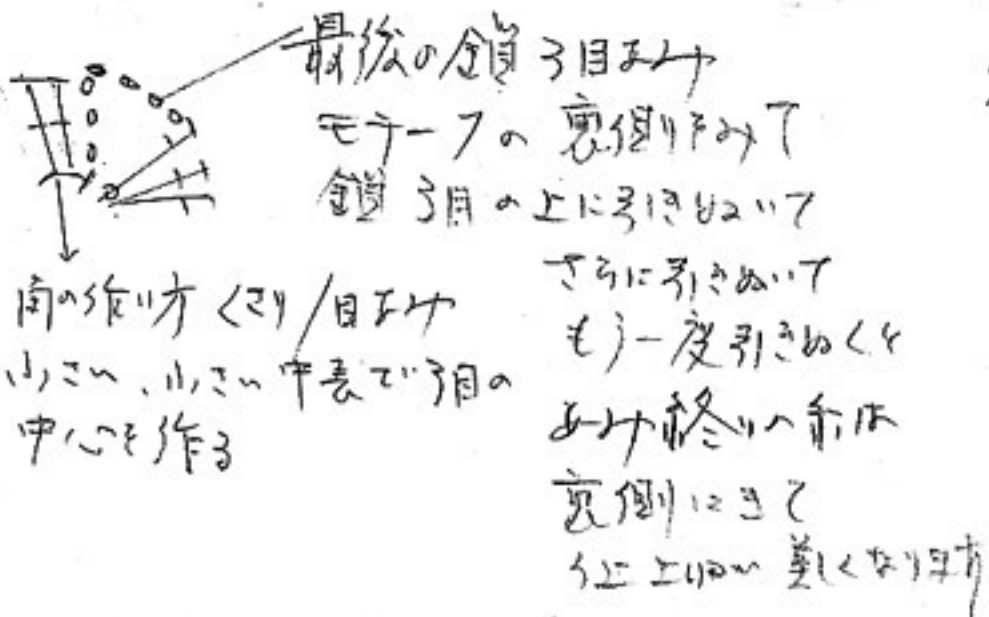 最後の鎖3目あみ
モチーフの裏側をみて
鎖3目の上に引きぬいて
さらに引きぬいて
もう一度引きぬくと
あみ終りの糸は
裏側にきて
仕上りが美しくなります
の作り方くさり1目あみ
小さい、小さい中長で3目の
中心を作る